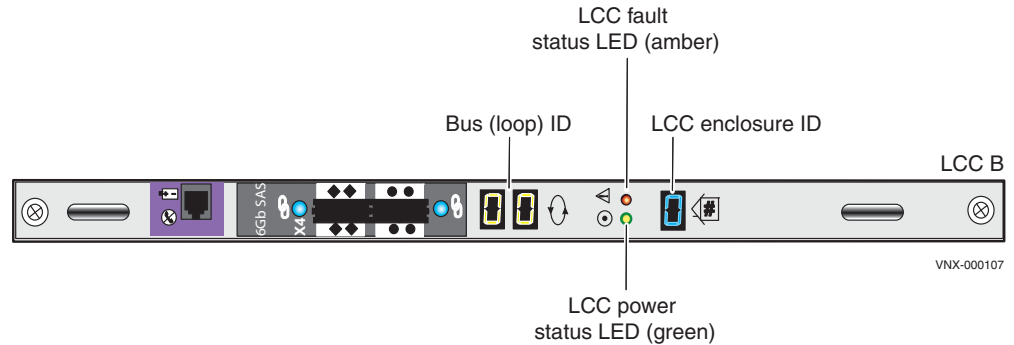 LCC fault
status LED (amber)
Bus (loop) ID
LCC enclosure ID
LCC B
6Gb SAS
X4
#
VNX-000107
LCC power
status LED (green)